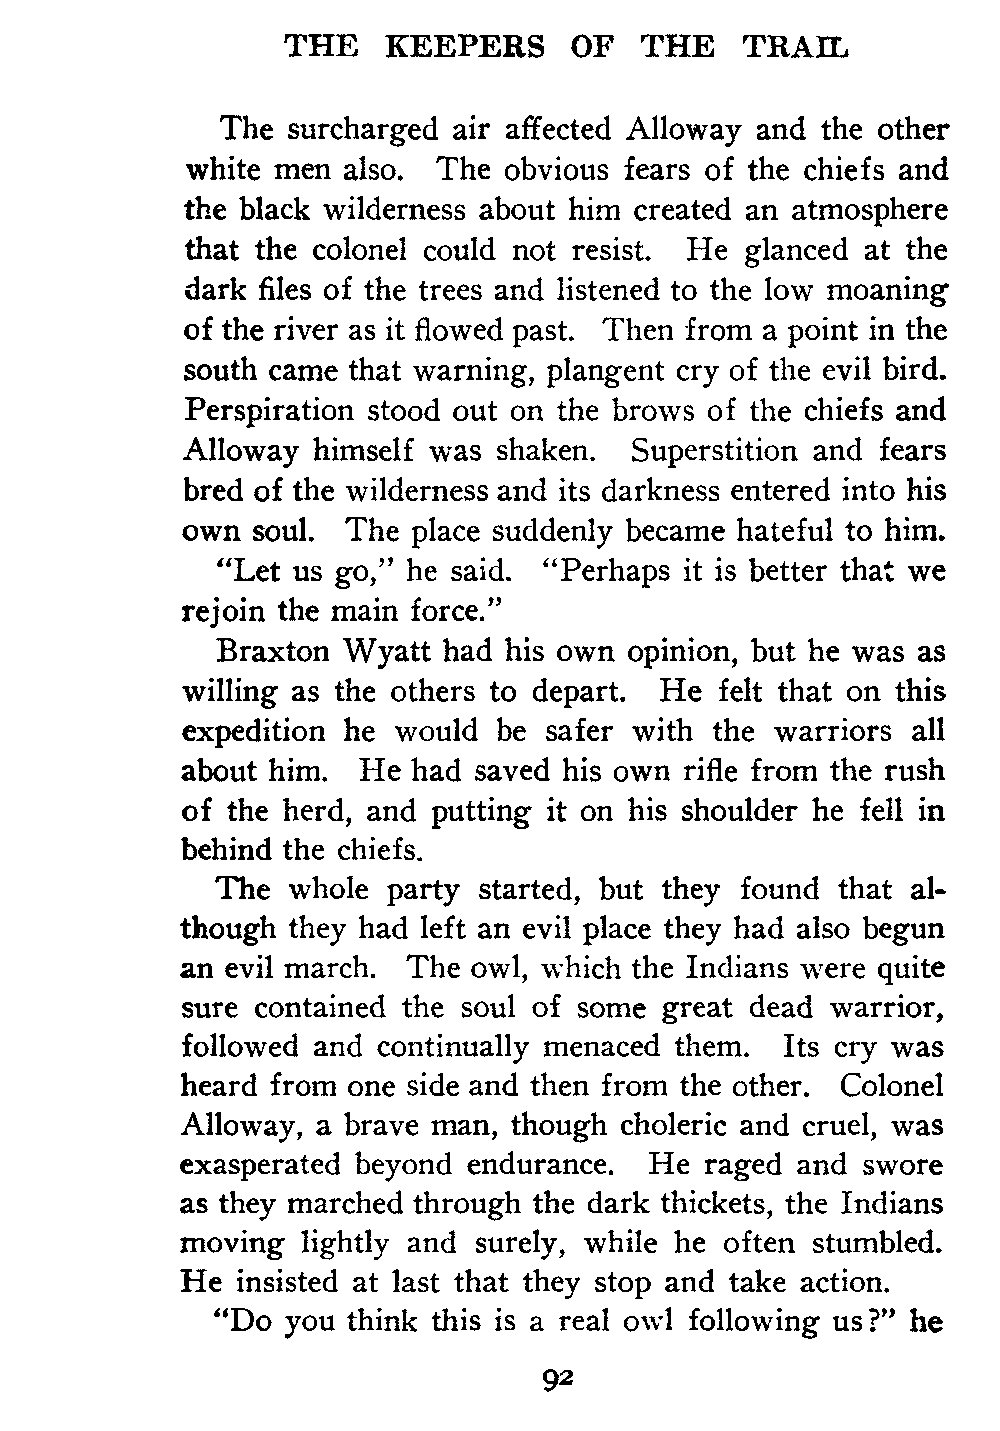 THE KEEPERS OF THE TRAIL
The surcharged air affected Alloway and the other
white men also. The obvious fears of the chiefs and
the black wilderness about him created an atmosphere
that the colonel could not resist. He glanced at the
dark files of the trees and listened to the low moaning
of the river as it flowed past. Then from a point in the
south came that warning, plangent cry of the evil bird.
Perspiration stood out on the brows of the chiefs and
Alloway himself was shaken. Superstition and fears
bred of the wilderness and its darkness entered into his
own soul. The place suddenly became hateful to him.
“Let us go,” he said. “Perhaps it is better that we
rejoin the main force.”
Braxton Wyatt had his own opinion, but he was as
willing as the others to depart. He felt that on this
expedition he would be safer with the warriors all
about him. He had saved his own rifle from the rush
of the herd, and putting it on his shoulder he fell in
behind the chiefs.
The whole party started, but they found that al-
though they had left an evil place they had also begun
an evil march. The owl, which the Indians were quite
sure contained the soul of some great dead warrior,
followed and continually menaced them. Its cry was
heard from one side and then from the other. Colonel
Alloway, a brave man, though choleric and cruel, was
exasperated beyond endurance. He raged and swore
as they marched through the dark thickets, the Indians
moving lightly and surely, while he often stumbled.
He insisted at last that they stop and take action.
“Do you think this is a real owl following us?” he
92